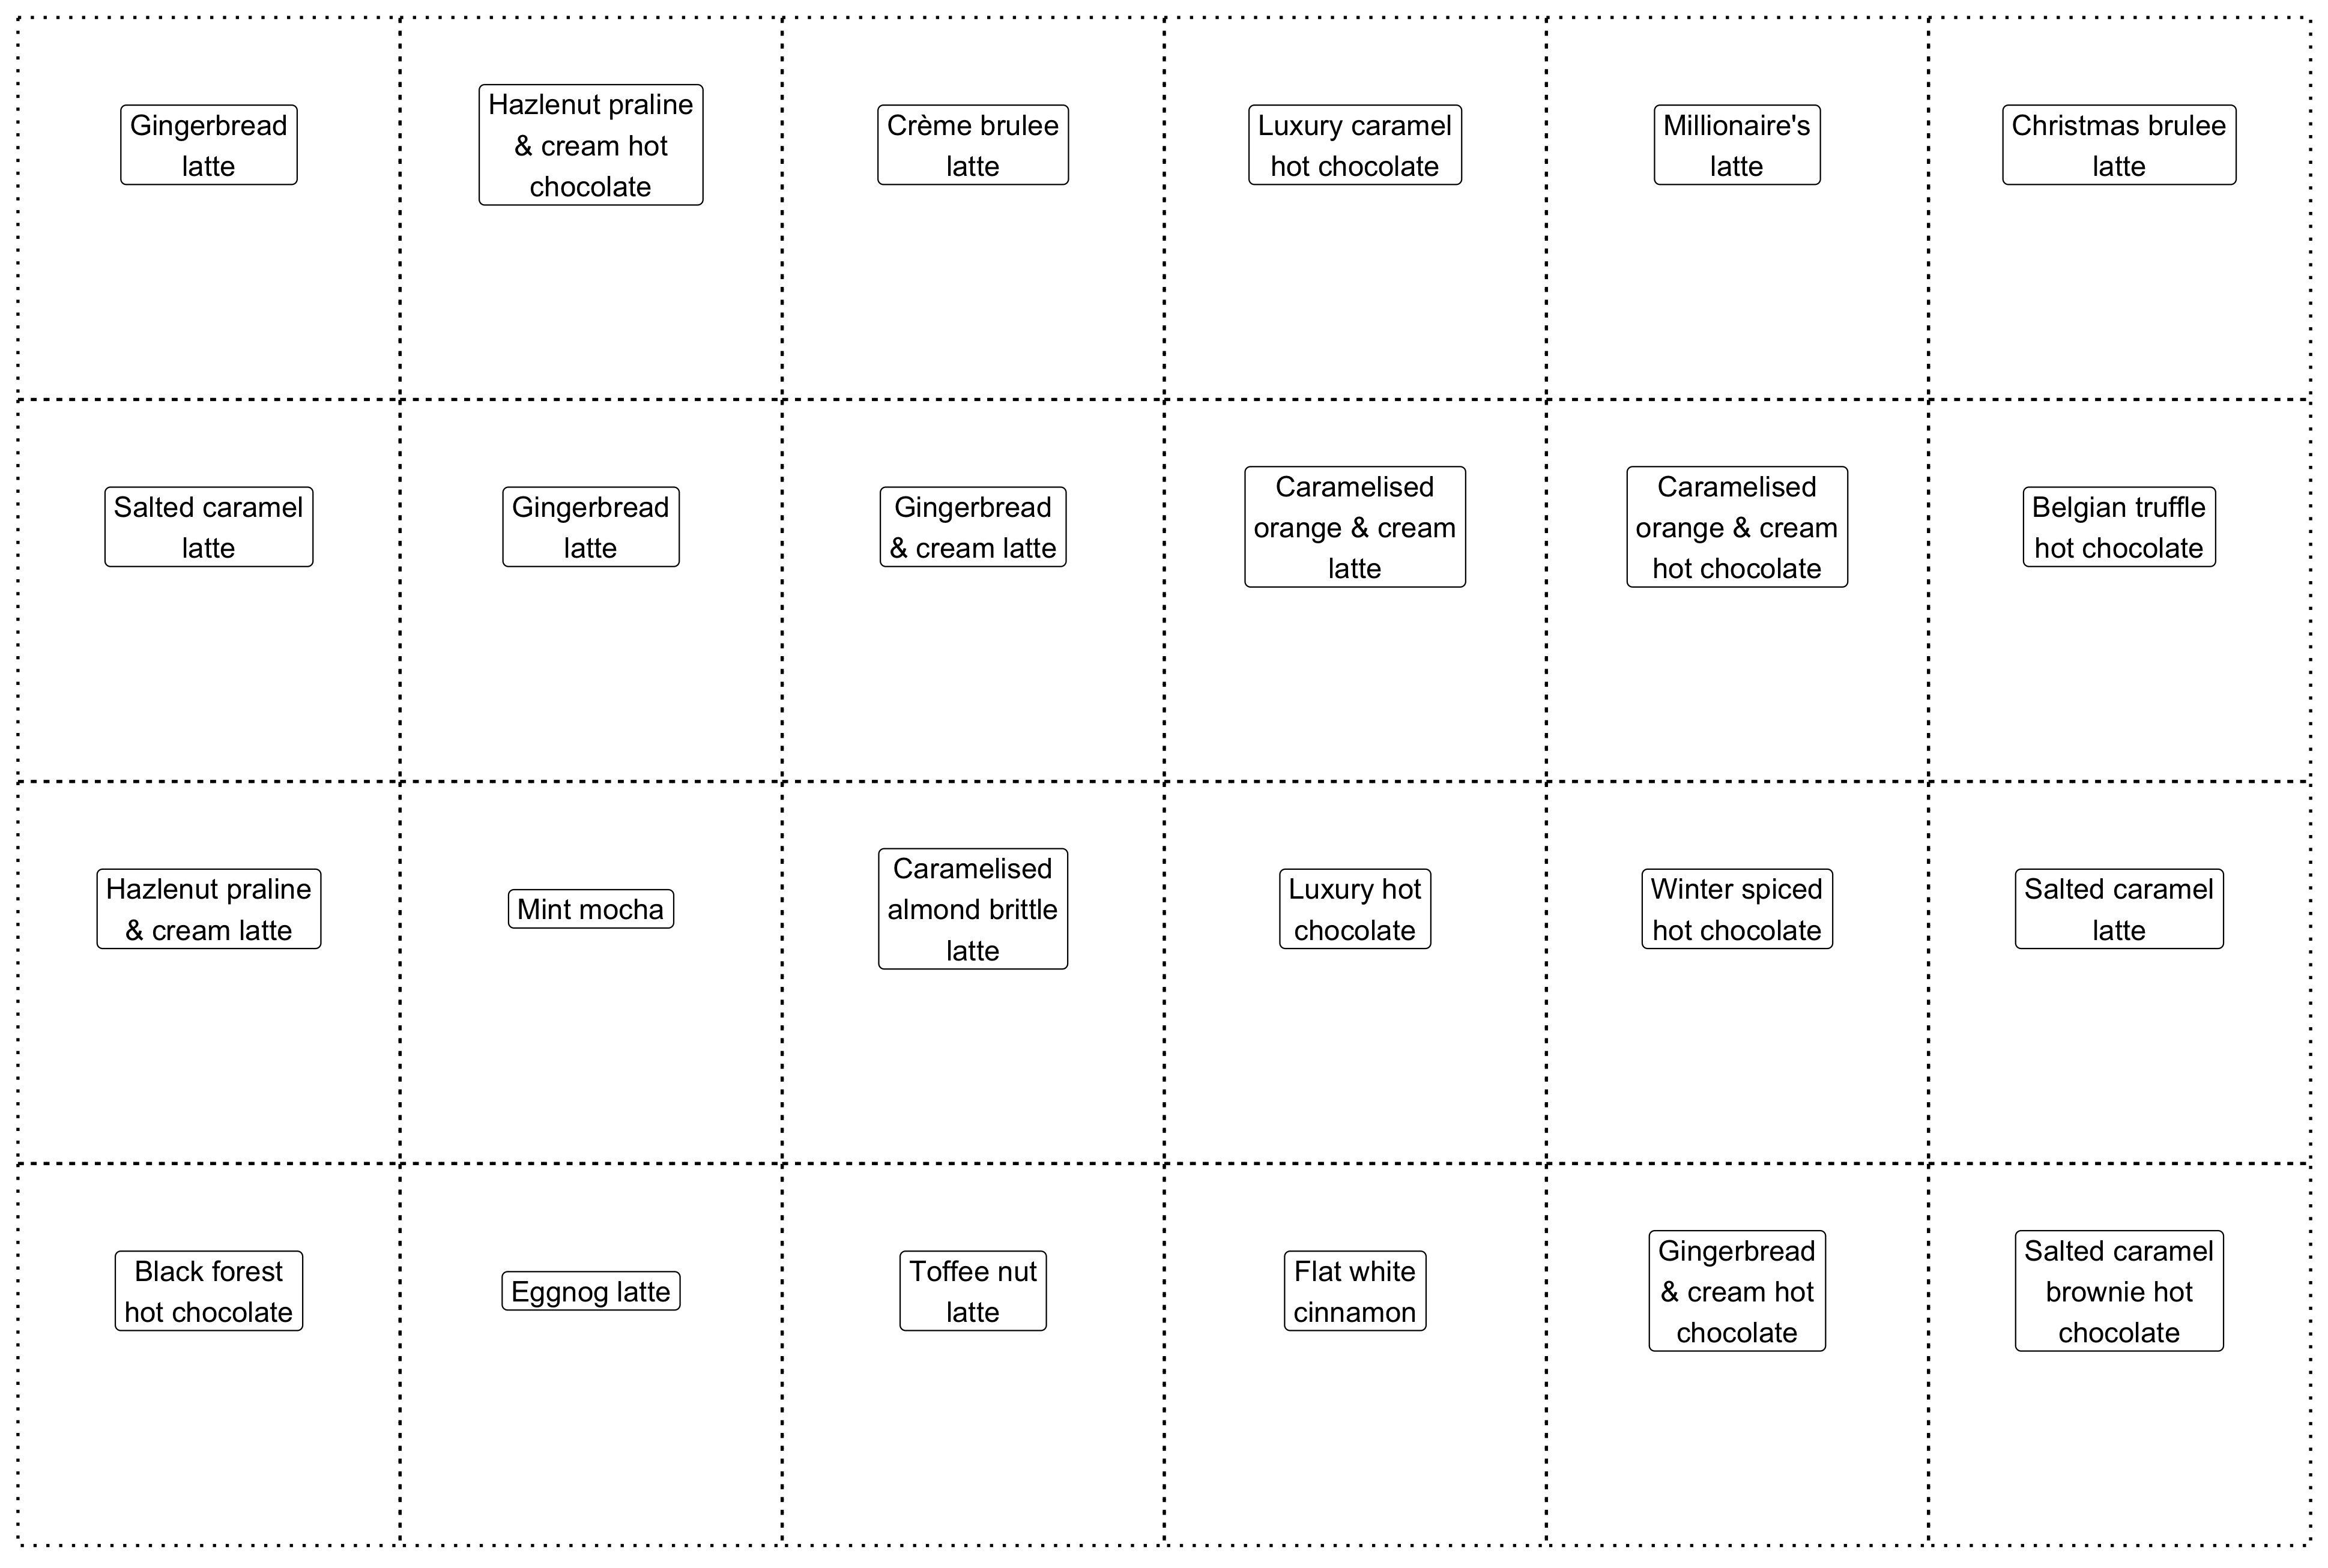 Gingerbread
latte
Hazlenut praline
& cream hot
chocolate
Crème brulee
latte
Luxury caramel
hot chocolate
Millionaire's
latte
Christmas brulee
latte
Salted caramel
latte
Gingerbread
latte
Gingerbread
& cream latte
Caramelised
orange & cream
latte
Caramelised
orange & cream
hot chocolate
Belgian truffle
hot chocolate
Hazlenut praline
& cream latte
Mint mocha
Caramelised
almond brittle
latte
Luxury hot
chocolate
Winter spiced
hot chocolate
Salted caramel
latte
Black forest
hot chocolate
Eggnog latte
Toffee nut
latte
Flat white
cinnamon
Gingerbread
& cream hot
chocolate
Salted caramel
brownie hot
chocolate